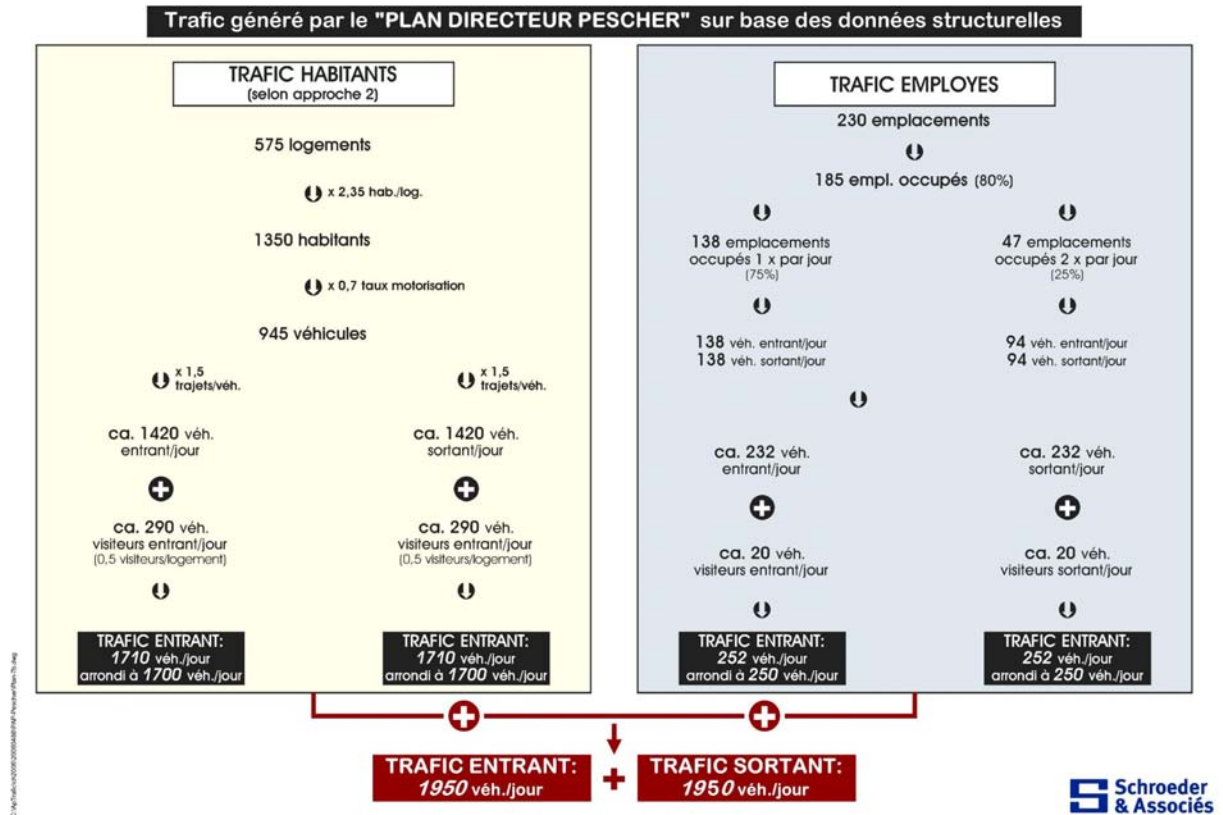 Trafic généré par le "PLAN DIRECTEUR PESCHER" sur base des données structurelles
TRAFIC HABITANTS
(selon approche 2)
575 logements
x 2,35 hab./log.
1350 habitants
x 0,7 taux motorisation
945 véhicules
x 1,5
trajets/véh.
x 1,5
trajets/véh.
ca. 1420 véh.
entrant/jour
ca. 1420 véh.
sortant/jour
ca. 290 véh.
visiteurs entrant/jour
(0,5 visiteurs/logement)
ca. 290 véh.
visiteurs entrant/jour
(0,5 visiteurs/logement)
TRAFIC ENTRANT:
1710 véh./jour
arrondi à 1700 véh./jour
TRAFIC ENTRANT:
1710 véh./jour
arrondi à 1700 véh./jour
TRAFIC EMPLOYES
230 emplacements
185 empl. occupés (80%)
138 emplacements
occupés 1 x par jour
(75%)
47 emplacements
occupés 2 x par jour
(25%)
138 véh. entrant/jour
138 véh. sortant/jour
94 véh. entrant/jour
94 véh. sortant/jour
ca. 232 véh.
entrant/jour
ca. 232 véh.
sortant/jour
ca. 20 véh.
visiteurs entrant/jour
ca. 20 véh.
visiteurs sortant/jour
TRAFIC ENTRANT:
252 véh./jour
arrondi à 250 véh./jour
TRAFIC ENTRANT:
252 véh./jour
arrondi à 250 véh./jour
TRAFIC ENTRANT:
1950 véh./jour
TRAFIC SORTANT:
1950 véh./jour
Schroeder
& Associés